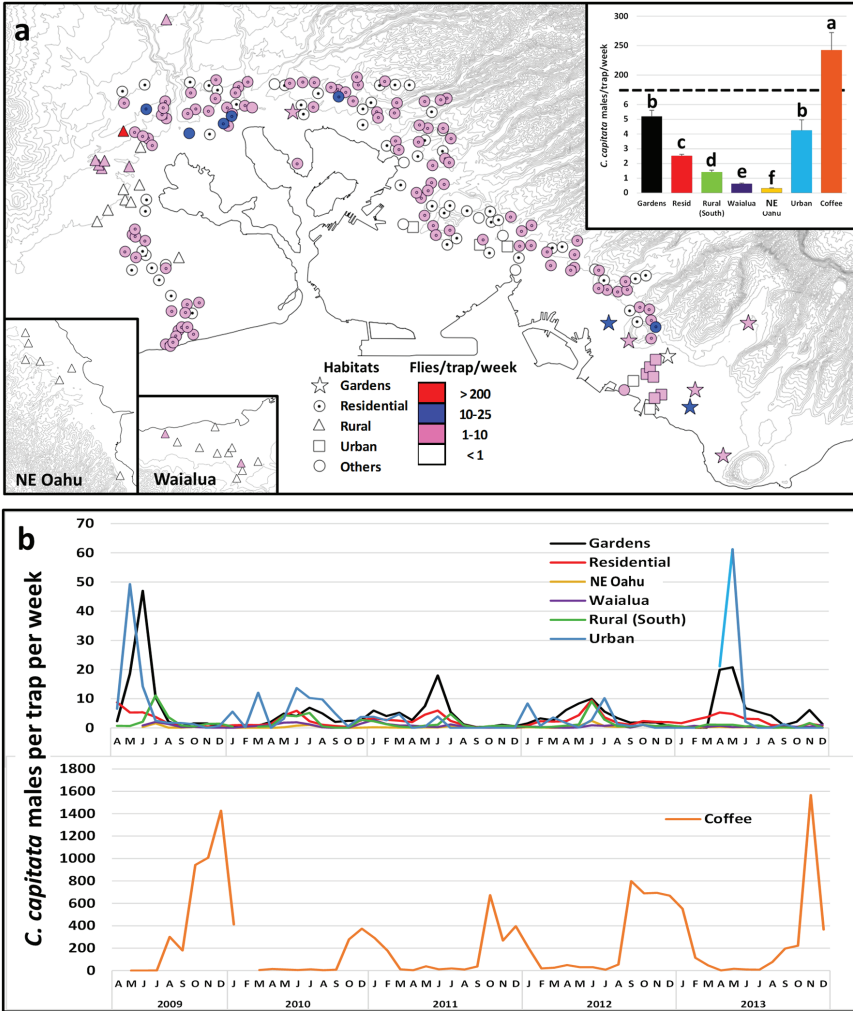 a
C. capitata males/trap/week
300
250
200
6
4
3
2
1
0
b
c
d
e
f
b
a
Gardens
Resid
Rural
(South)
Waialua
NE
Oahu
Urban
Coffee
NE Oahu
Waialua
Habitats
Gardens
Residential
Rural
Urban
Others
Flies/trap/week
> 200
10-25
1-10
< 1
b
C. capitata males per trap per week
70
60
50
40
30
20
10
0
Gardens
Residential
NE Oahu
Waialua
Rural (South)
Urban
A M J J A S O N D J F M A M J J A S O N D J F M A M J J A S O N D J F M A M J J A S O N D J F M A M J J A S O N D
1800
1600
1400
1200
1000
800
600
400
200
0
Coffee
A M J J A S O N D J F M A M J J A S O N D J F M A M J J A S O N D J F M A M J J A S O N D J F M A M J J A S O N D
2009 2010 2011 2012 2013